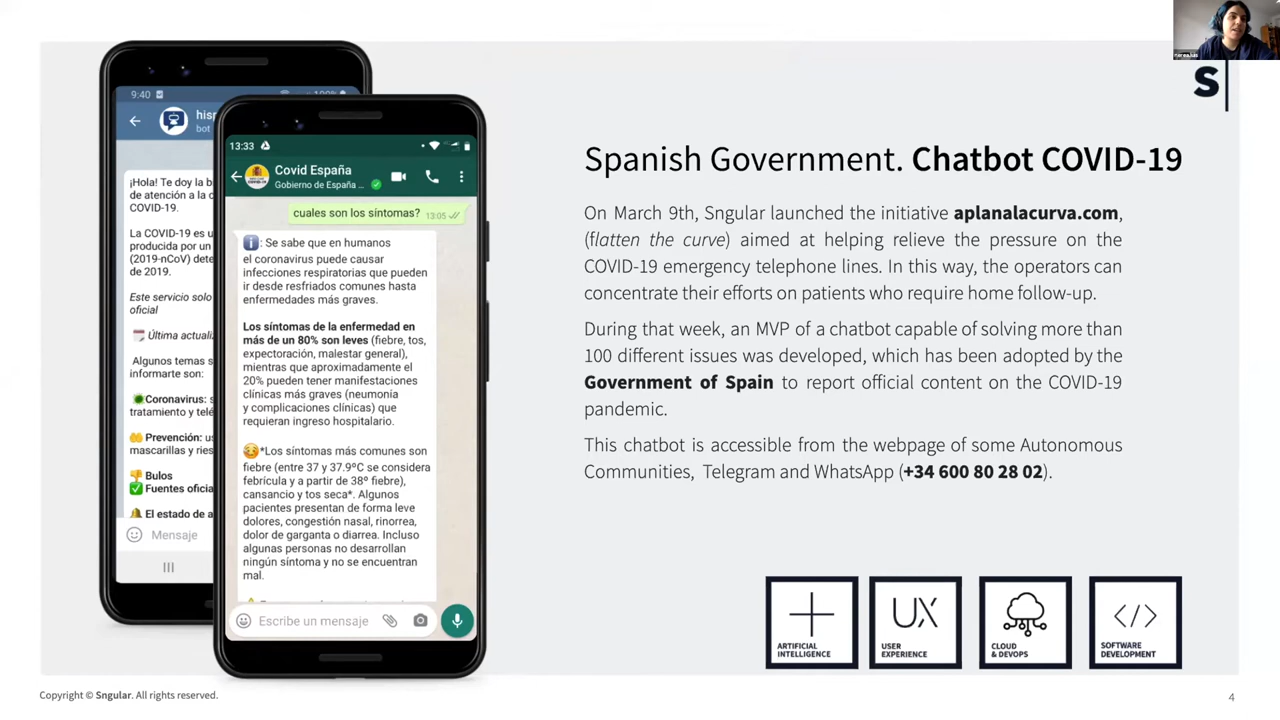 9:40
100%
hisp
bot
¡Hola! Te doy la b
de atención a la c
COVID-19.
La COVID-19 es u
producida por un
(2019-nCoV) dete
de 2019.
Este servicio solo
oficial
Última actuali
Algunos temas s
informarte son:
Coronavirus: s
tratamiento y telé
Prevención: us
mascarillas y ries
Bulos
Fuentes oficia
El estado de a
Mensaje
13:33
Covid España
Gobierno de España ...
cuales son los síntomas? 13:05
: Se sabe que en humanos
el coronavirus puede causar
infecciones respiratorias que pueden
ir desde resfriados comunes hasta
enfermedades más graves.
Los síntomas de la enfermedad en
más de un 80% son leves (fiebre, tos,
expectoración, malestar general),
mientras que aproximadamente el
20% pueden tener manifestaciones
clínicas más graves (neumonía
y complicaciones clínicas) que
requieran ingreso hospitalario.
*Los síntomas más comunes son
fiebre (entre 37 y 37.9ºC se considera
febrícula y a partir de 38º fiebre),
cansancio y tos seca*. Algunos
pacientes presentan de forma leve
dolores, congestión nasal, rinorrea,
dolor de garganta o diarrea. Incluso
algunas personas no desarrollan
ningún síntoma y no se encuentran
mal.
Escribe un mensaje
S
Spanish Government. Chatbot COVID-19
On March 9th, Sngular launched the initiative aplanalacurva.com,
(flatten the curve) aimed at helping relieve the pressure on the
COVID-19 emergency telephone lines. In this way, the operators can
concentrate their efforts on patients who require home follow-up.
During that week, an MVP of a chatbot capable of solving more than
100 different issues was developed, which has been adopted by the
Government of Spain to report official content on the COVID-19
pandemic.
This chatbot is accessible from the webpage of some Autonomous
Communities, Telegram and WhatsApp (+34 600 80 28 02).
ARTIFICIAL
INTELLIGENCE
UX
USER
EXPERIENCE
CLOUD
& DEVOPS
</>
SOFTWARE
DEVELOPMENT
Copyright © Sngular. All rights reserved.
4